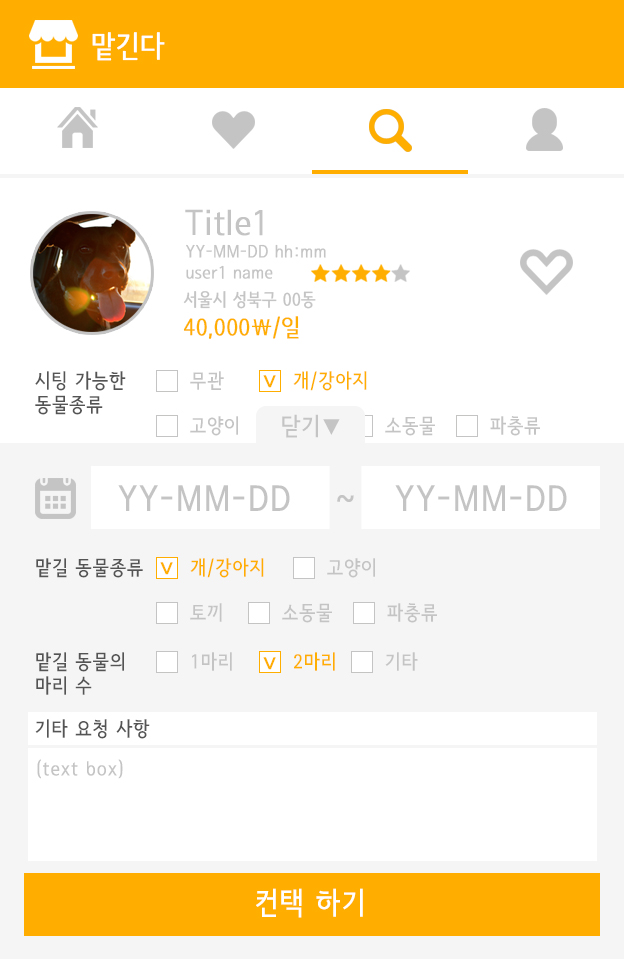 맡긴다
Title1
YY-MM-DD hh:mm
user1 name
서울시 성북구 00동
40,000₩/일
시팅 가능한
동물종류
무관
V 개/강아지
고양이
닫기▼
소동물
파충류
YY-MM-DD ~ YY-MM-DD
맡길 동물종류
V 개/강아지
고양이
토끼
소동물
파충류
맡길 동물의
마리 수
1마리
V 2마리
기타
기타 요청 사항
(text box)
컨택 하기